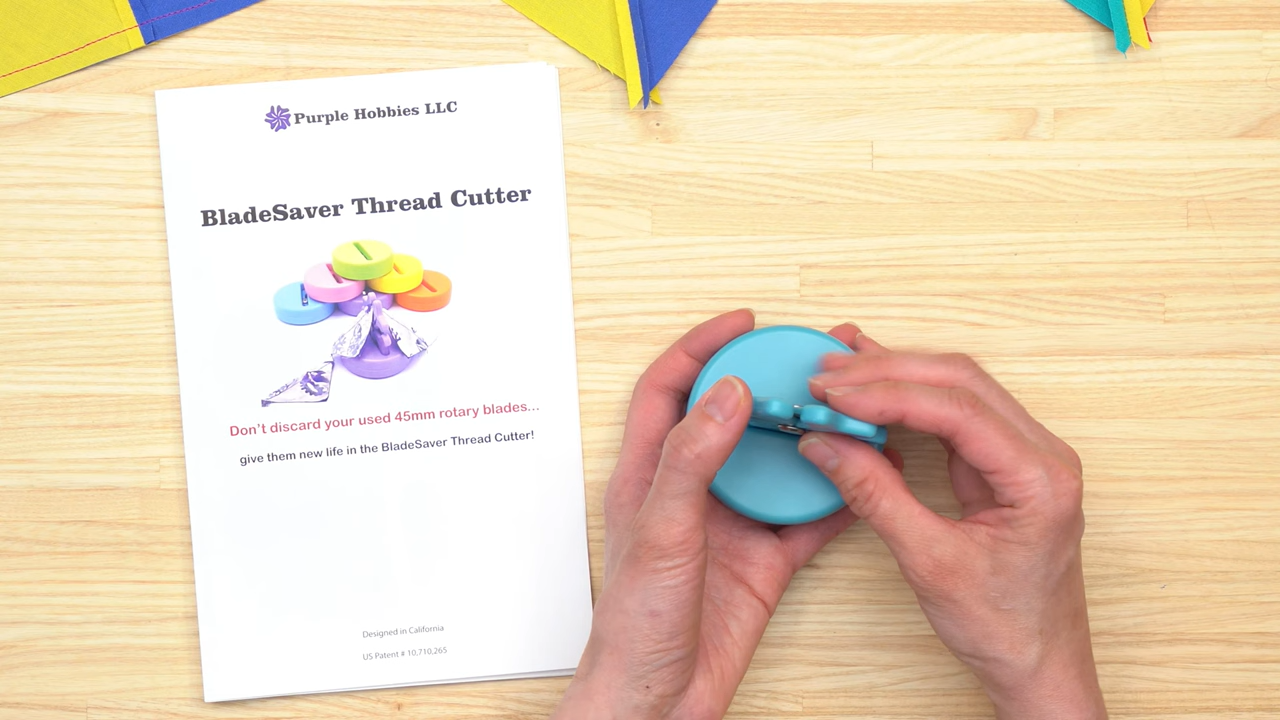 Purple Hobbies LLC
BladeSaver Thread Cutter
Don't discard your used 45mm rotary blades...
give them new life in the BladeSaver Thread Cutter!
Designed in California
US Patent # 10,710,265